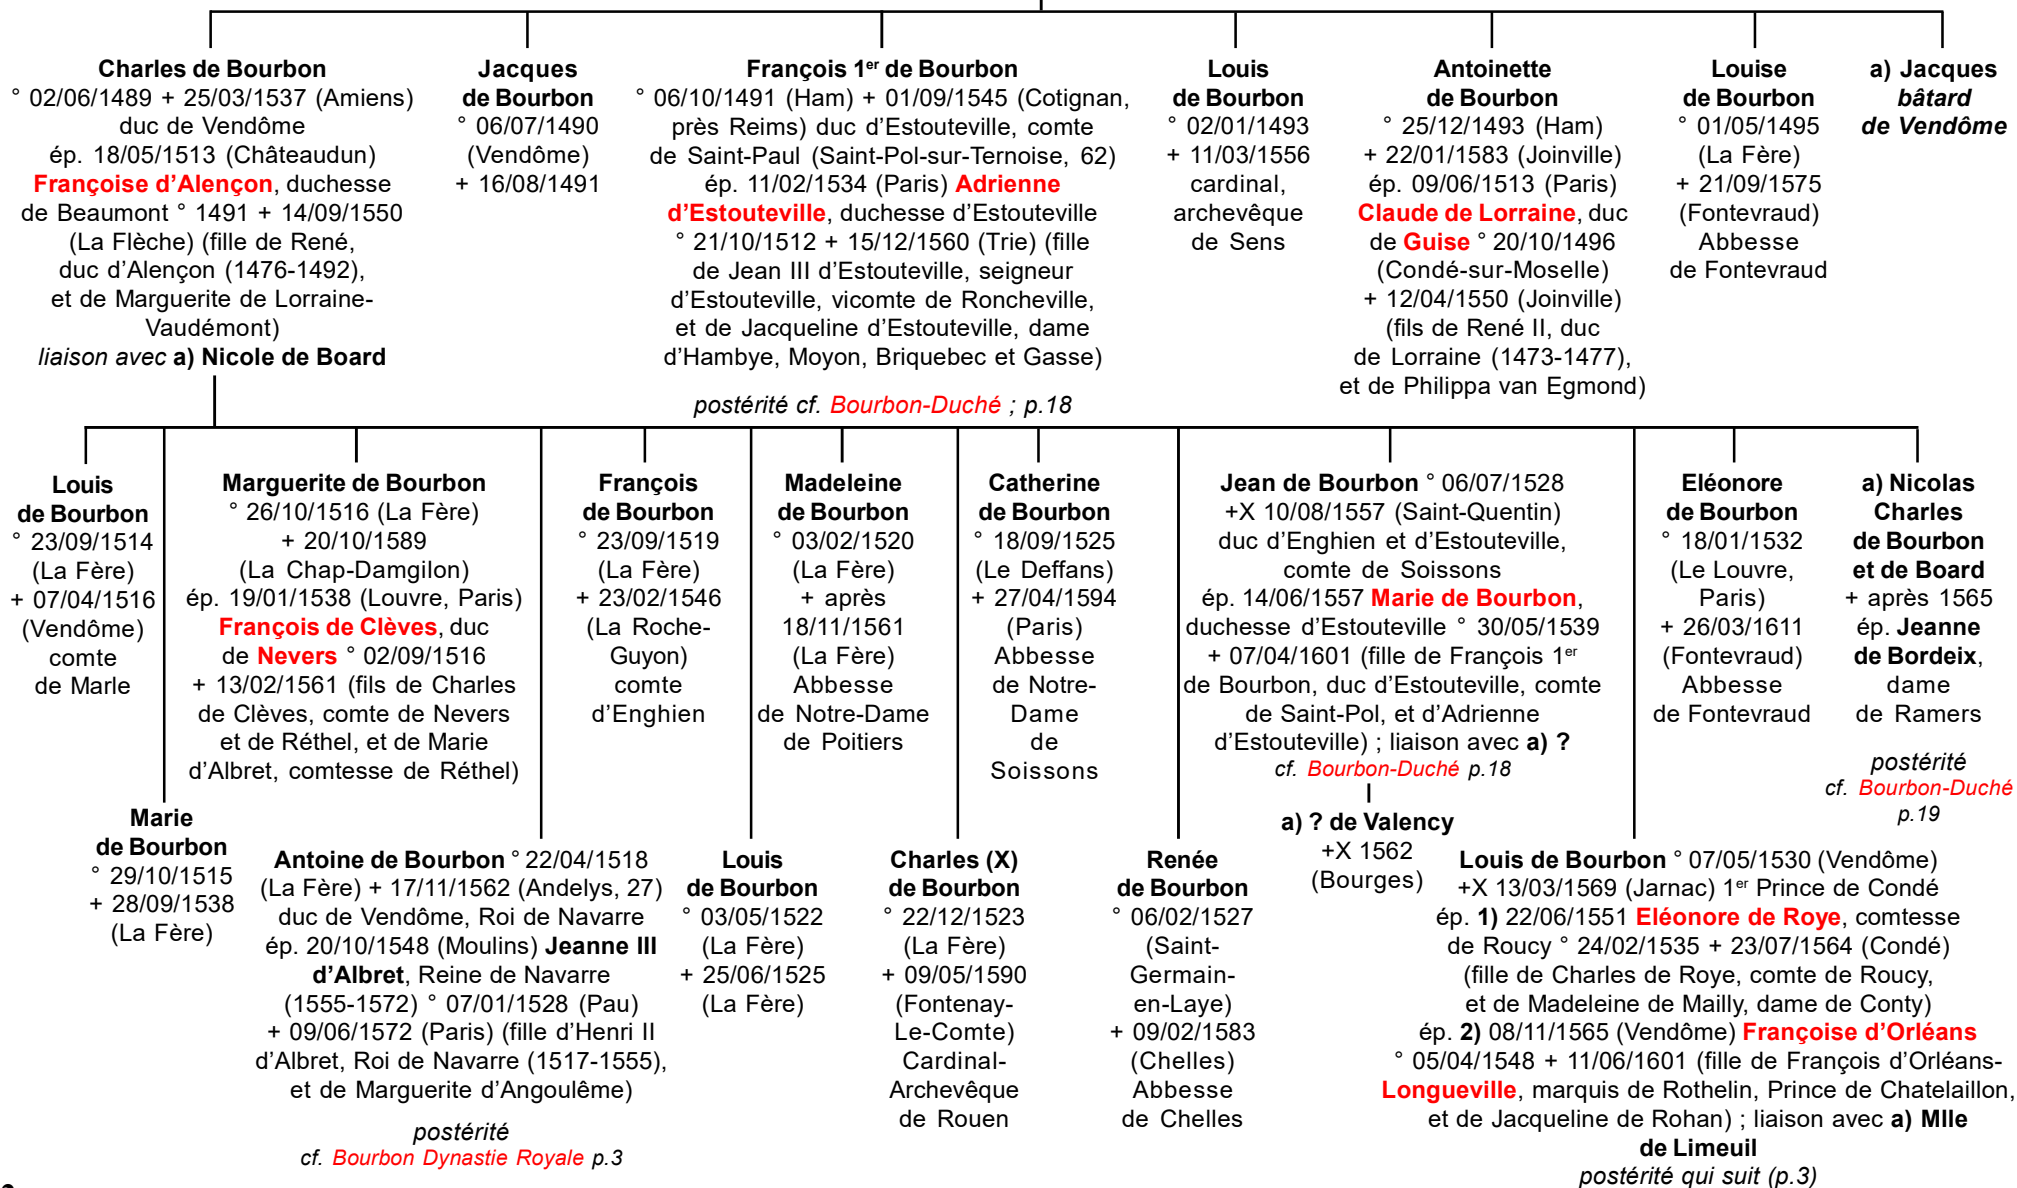 Charles de Bourbon
° 02/06/1489 + 25/03/1537 (Amiens)
duc de Vendôme
ép. 18/05/1513 (Châteaudun)
Françoise d’Alençon, duchesse
de Beaumont ° 1491 + 14/09/1550
(La Flèche) (fille de René,
duc d’Alençon (1476-1492),
et de Marguerite de Lorraine-
Vaudémont)
liaison avec a) Nicole de Board
Jacques
de Bourbon
° 06/07/1490
(Vendôme)
+ 16/08/1491
François 1er de Bourbon
° 06/10/1491 (Ham) + 01/09/1545 (Cotignan,
près Reims) duc d’Estouteville, comte
de Saint-Paul (Saint-Pol-sur-Ternoise, 62)
ép. 11/02/1534 (Paris) Adrienne
d’Estouteville, duchesse d’Estouteville
° 21/10/1512 + 15/12/1560 (Trie) (fille
de Jean III d’Estouteville, seigneur
d’Estouteville, vicomte de Roncheville,
et de Jacqueline d’Estouteville, dame
d’Hambye, Moyon, Briquebec et Gasse)
postérité cf. Bourbon-Duché ; p.18
Louis
de Bourbon
° 02/01/1493
+ 11/03/1556
cardinal,
archevêque
de Sens
Antoinette
de Bourbon
° 25/12/1493 (Ham)
+ 22/01/1583 (Joinville)
ép. 09/06/1513 (Paris)
Claude de Lorraine, duc
de Guise ° 20/10/1496
(Condé-sur-Moselle)
+ 12/04/1550 (Joinville)
(fils de René II, duc
de Lorraine (1473-1477),
et de Philippa van Egmond)
Louise
de Bourbon
° 01/05/1495
(La Fère)
+ 21/09/1575
(Fontevraud)
Abbesse
de Fontevraud
a) Jacques
bâtard
de Vendôme
Louis
de Bourbon
° 23/09/1514
(La Fère)
+ 07/04/1516
(Vendôme)
comte
de Marle
Marie
de Bourbon
° 29/10/1515
+ 28/09/1538
(La Fère)
Marguerite de Bourbon
° 26/10/1516 (La Fère)
+ 20/10/1589
(La Chap-Damgilon)
ép. 19/01/1538 (Louvre, Paris)
François de Clèves, duc
de Nevers ° 02/09/1516
+ 13/02/1561 (fils de Charles
de Clèves, comte de Nevers
et de Réthel, et de Marie
d’Albret, comtesse de Réthel)
Antoine de Bourbon ° 22/04/1518
(La Fère) + 17/11/1562 (Andelys, 27)
duc de Vendôme, Roi de Navarre
ép. 20/10/1548 (Moulins) Jeanne III
d’Albret, Reine de Navarre
(1555-1572) ° 07/01/1528 (Pau)
+ 09/06/1572 (Paris) (fille d’Henri II
d’Albret, Roi de Navarre (1517-1555),
et de Marguerite d’Angoulême)
postérité
cf. Bourbon Dynastie Royale p.3
François
de Bourbon
° 23/09/1519
(La Fère)
+ 23/02/1546
(La Roche-
Guyon)
comte
d’Enghien
Louis
de Bourbon
° 03/05/1522
(La Fère)
+ 25/06/1525
(La Fère)
Madeleine
de Bourbon
° 03/02/1520
(La Fère)
+ après
18/11/1561
(La Fère)
Abbesse
de Notre-Dame
de Poitiers
Charles (X)
de Bourbon
° 22/12/1523
(La Fère)
+ 09/05/1590
(Fontenay-
Le-Comte)
Cardinal-
Archevêque
de Rouen
Catherine
de Bourbon
° 18/09/1525
(Le Deffans)
+ 27/04/1594
(Paris)
Abbesse
de Notre-
Dame
de
Soissons
Renée
de Bourbon
° 06/02/1527
(Saint-
Germain-
en-Laye)
+ 09/02/1583
(Chelles)
Abbesse
de Chelles
Jean de Bourbon ° 06/07/1528
+X 10/08/1557 (Saint-Quentin)
duc d’Enghien et d’Estouteville,
comte de Soissons
ép. 14/06/1557 Marie de Bourbon,
duchesse d’Estouteville ° 30/05/1539
+ 07/04/1601 (fille de François 1er
de Bourbon, duc d’Estouteville, comte
de Saint-Pol, et d’Adrienne
d’Estouteville) ; liaison avec a) ?
cf. Bourbon-Duché p.18
a) ? de Valency
+X 1562
(Bourges)
Louis de Bourbon ° 07/05/1530 (Vendôme)
+X 13/03/1569 (Jarnac) 1er Prince de Condé
ép. 1) 22/06/1551 Eléonore de Roye, comtesse
de Roucy ° 24/02/1535 + 23/07/1564 (Condé)
(fille de Charles de Roye, comte de Roucy,
et de Madeleine de Mailly, dame de Conty)
ép. 2) 08/11/1565 (Vendôme) Françoise d’Orléans
° 05/04/1548 + 11/06/1601 (fille de François d’Orléans-
Longueville, marquis de Rothelin, Prince de Chatelaillon,
et de Jacqueline de Rohan) ; liaison avec a) Mlle
de Limeuil
postérité qui suit (p.3)
Eléonore
de Bourbon
° 18/01/1532
(Le Louvre,
Paris)
+ 26/03/1611
(Fontevraud)
Abbesse
de Fontevraud
a) Nicolas
Charles
de Bourbon
et de Board
+ après 1565
ép. Jeanne
de Bordeix,
dame
de Ramers
postérité
cf. Bourbon-Duché
p.19